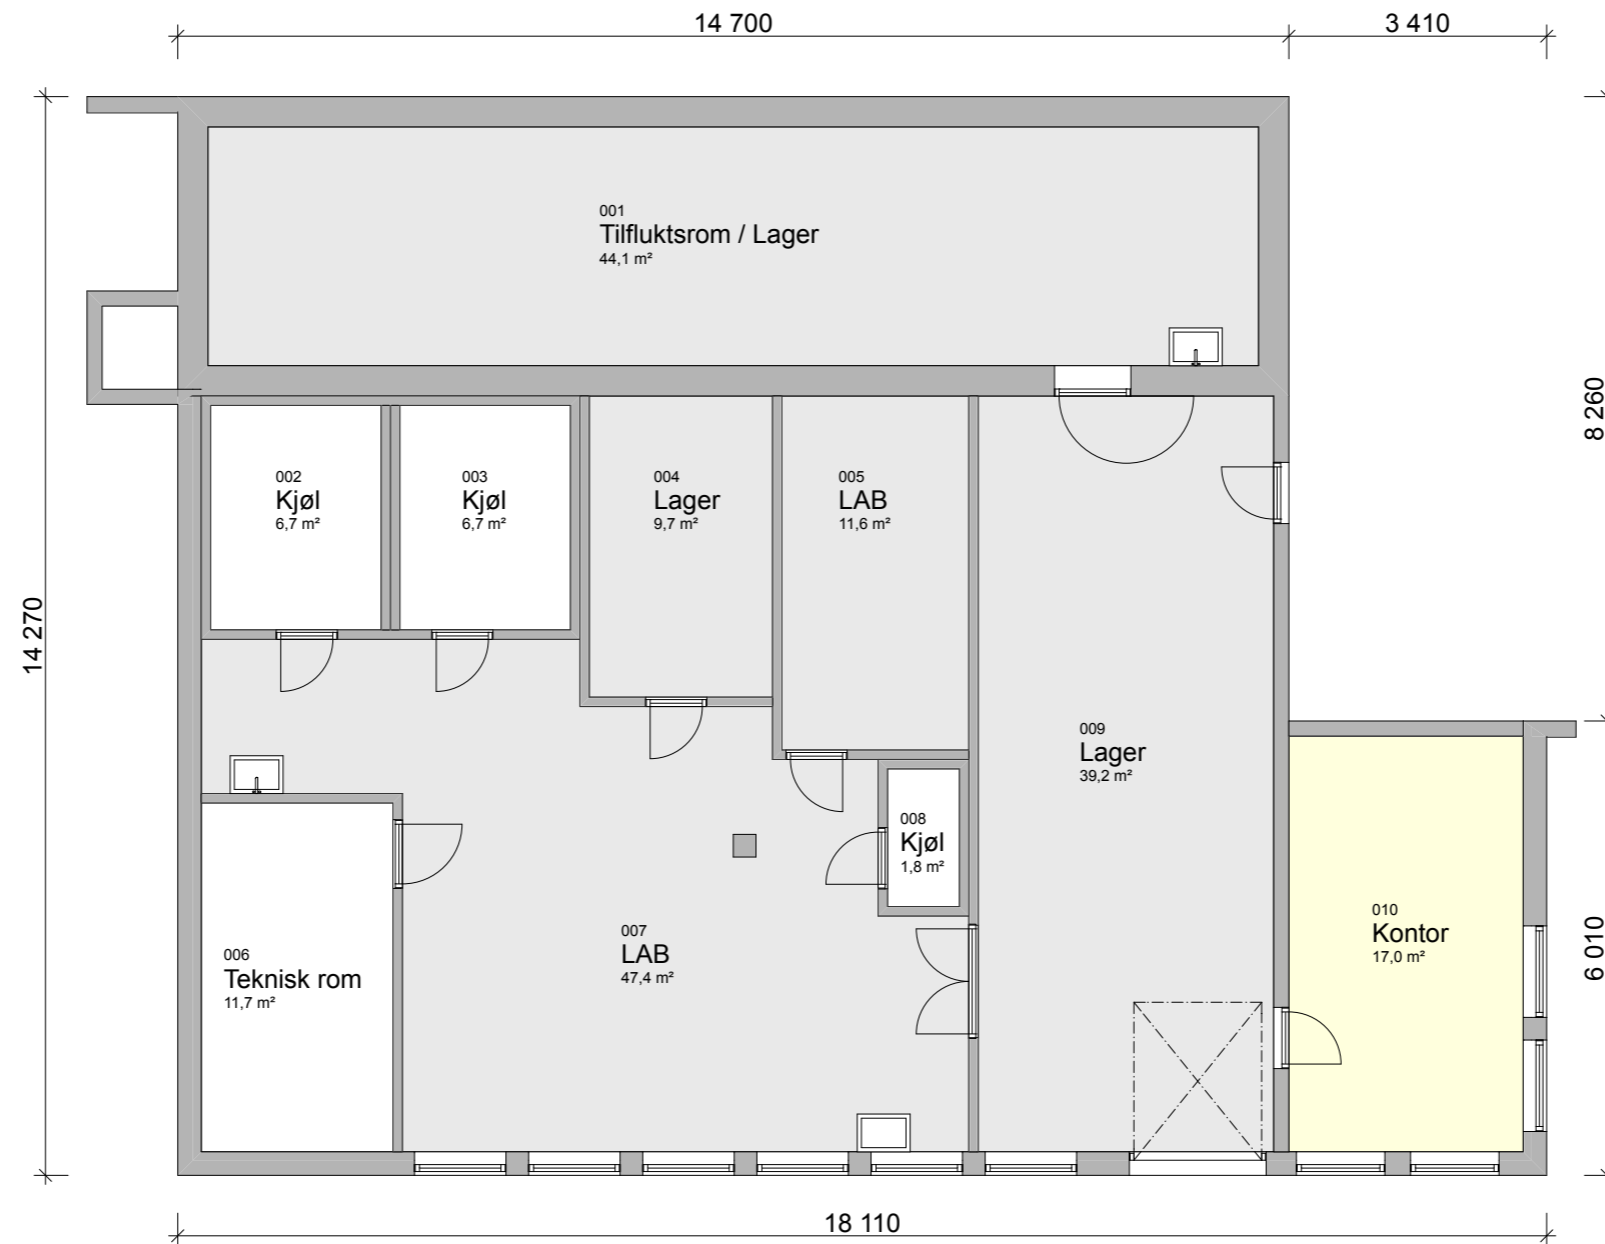 14 700
3 410
001
Tilfluktsrom / Lager
44,1 m²
8 260
002
Kjøl
6,7 m²
003
Kjøl
6,7 m²
004
Lager
9,7 m²
005
LAB
11,6 m²
14 270
009
Lager
39,2 m²
008
Kjøl
1,8 m²
010
Kontor
17,0 m²
007
LAB
47,4 m²
006
Teknisk rom
11,7 m²
6 010
18 110